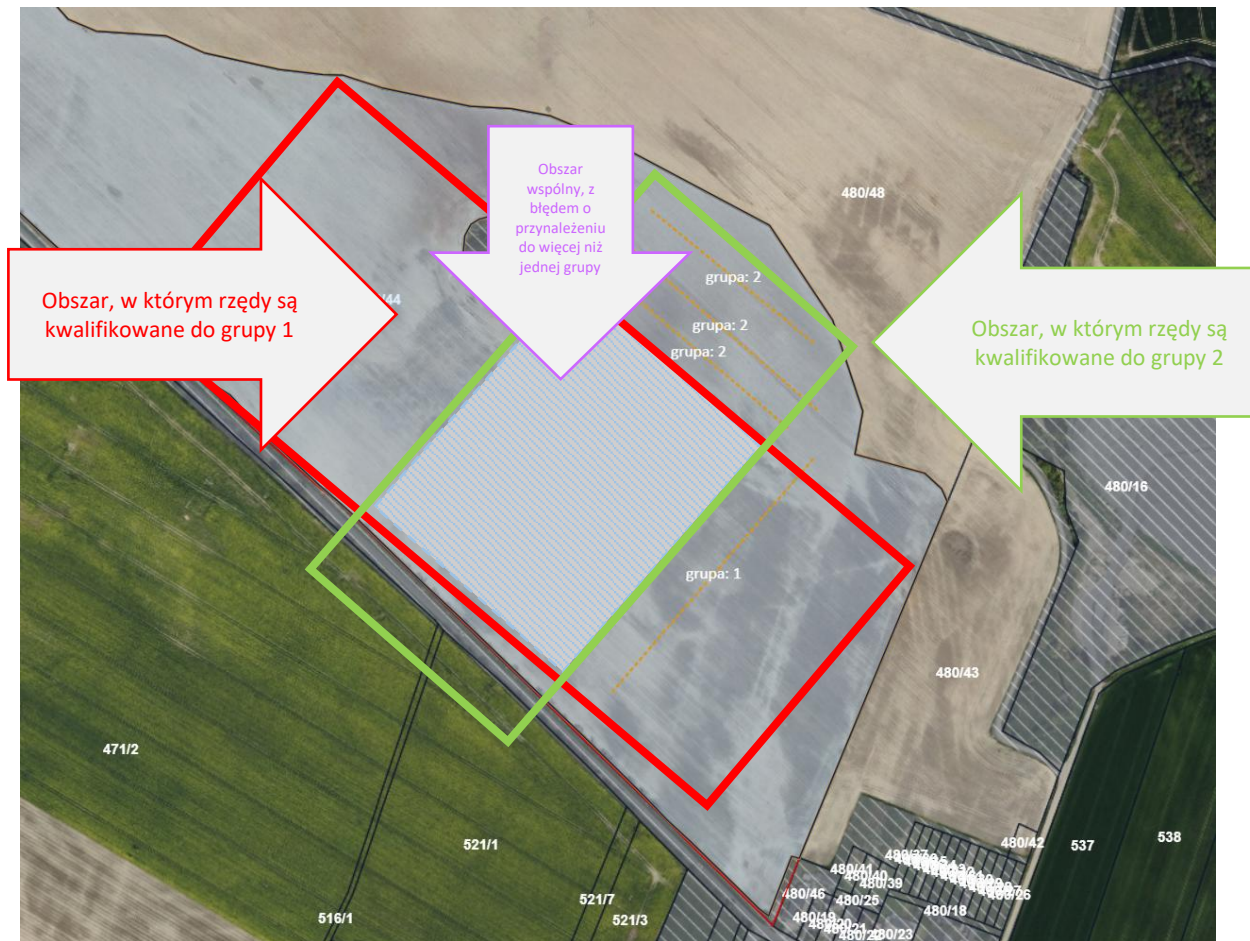 Obszar
wspólny, z
błędem o
przynależeniu
do więcej niż
jednej grupy
480/48
grupa: 2
Obszar, w którym rzędy są
kwalifikowane do grupy 1
/44
grupa: 2
Obszar, w którym rzędy są
kwalifikowane do grupy 2
grupa: 2
480/16
grupa: 1
480/43
471/2
521/1
480/42
537
538
480/41
480/40
480/39
480/46
480/25
521/7
480/18
516/1
521/3
480/19
480/23